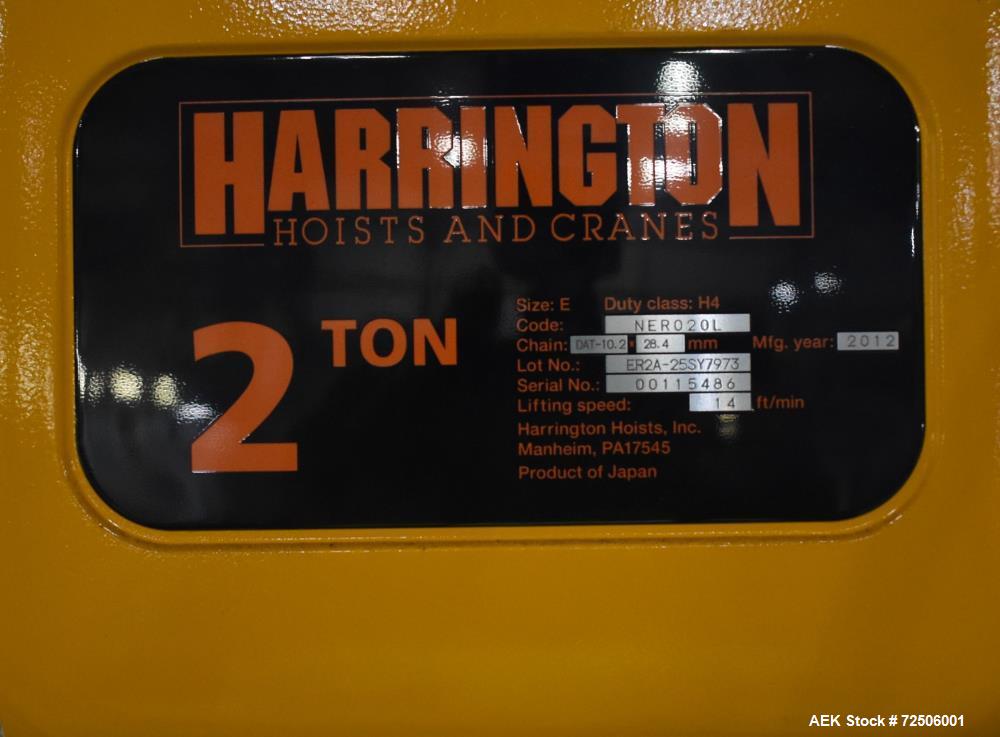 HARRINGTON
HOISTS AND CRANES
2 TON
Size: E Duty class: H4
Code: NER020L
Chain: DAT-10.2 × 28.4 mm Mfg. year: 2012
Lot No.: ER2A-25SY7973
Serial No.: 00115486
Lifting speed: 14 ft/min
Harrington Hoists, Inc.
Manheim, PA17545
Product of Japan
AEK Stock # 72506001